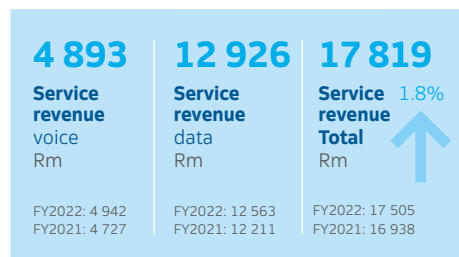 4 893
Service
revenue
voice
Rm
FY2022: 4 942
FY2021: 4 727
12 926
Service
revenue
data
Rm
FY2022: 12 563
FY2021: 12 211
17 819
Service 1.8%
revenue
Total
Rm
FY2022: 17 505
FY2021: 16 938